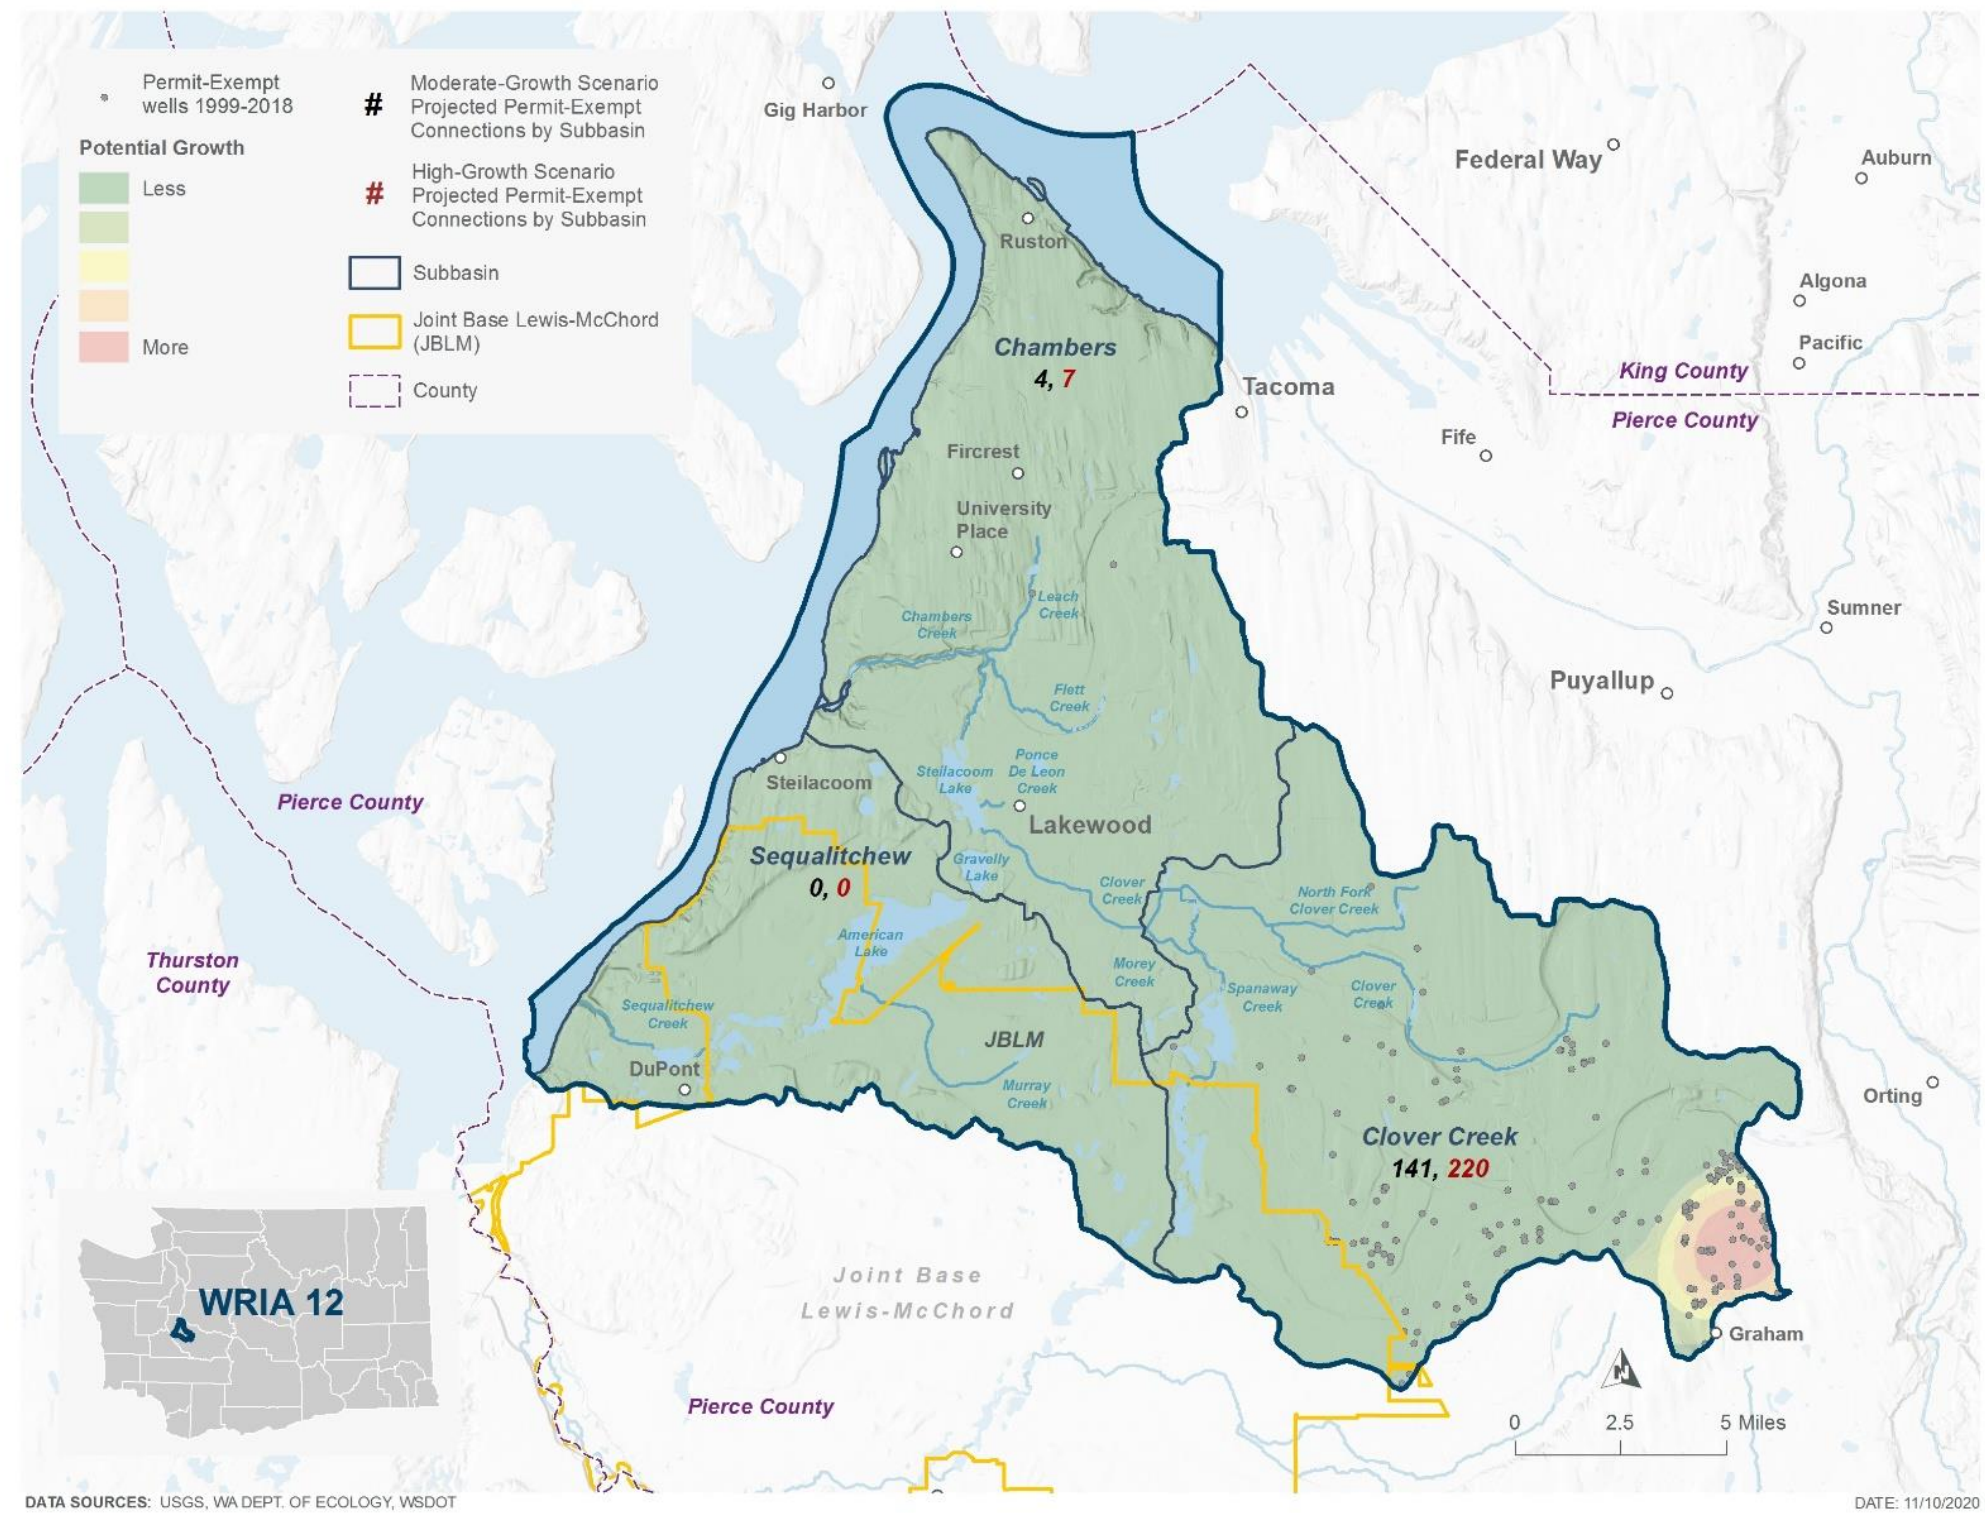 Permit-Exempt
wells 1999-2018
Potential Growth
Less
More
#
Moderate-Growth Scenario
Projected Permit-Exempt
Connections by Subbasin
#
High-Growth Scenario
Projected Permit-Exempt
Connections by Subbasin
Subbasin
Joint Base Lewis-McChord
(JBLM)
County
Gig Harbor
Federal Way
Auburn
Ruston
Algona
Pacific
Chambers
4, 7
King County
Pierce County
Tacoma
Fife
Fircrest
University
Place
Leach
Creek
Chambers
Creek
Sumner
Puyallup
Flett
Creek
Steilacoom
Lake
Ponce
De Leon
Creek
Steilacoom
Lakewood
Pierce County
Sequalitchew
0, 0
Gravelly
Lake
Clover
Creek
North Fork
Clover Creek
American
Lake
Thurston
County
Morey
Creek
Spanaway
Creek
Clover
Creek
Sequalitchew
Creek
JBLM
DuPont
Murray
Creek
Orting
Clover Creek
141, 220
Joint Base
Lewis-McChord
WRIA 12
Graham
N
Pierce County
0 2.5 5 Miles
DATA SOURCES: USGS, WA DEPT. OF ECOLOGY, WSDOT
DATE: 11/10/2020